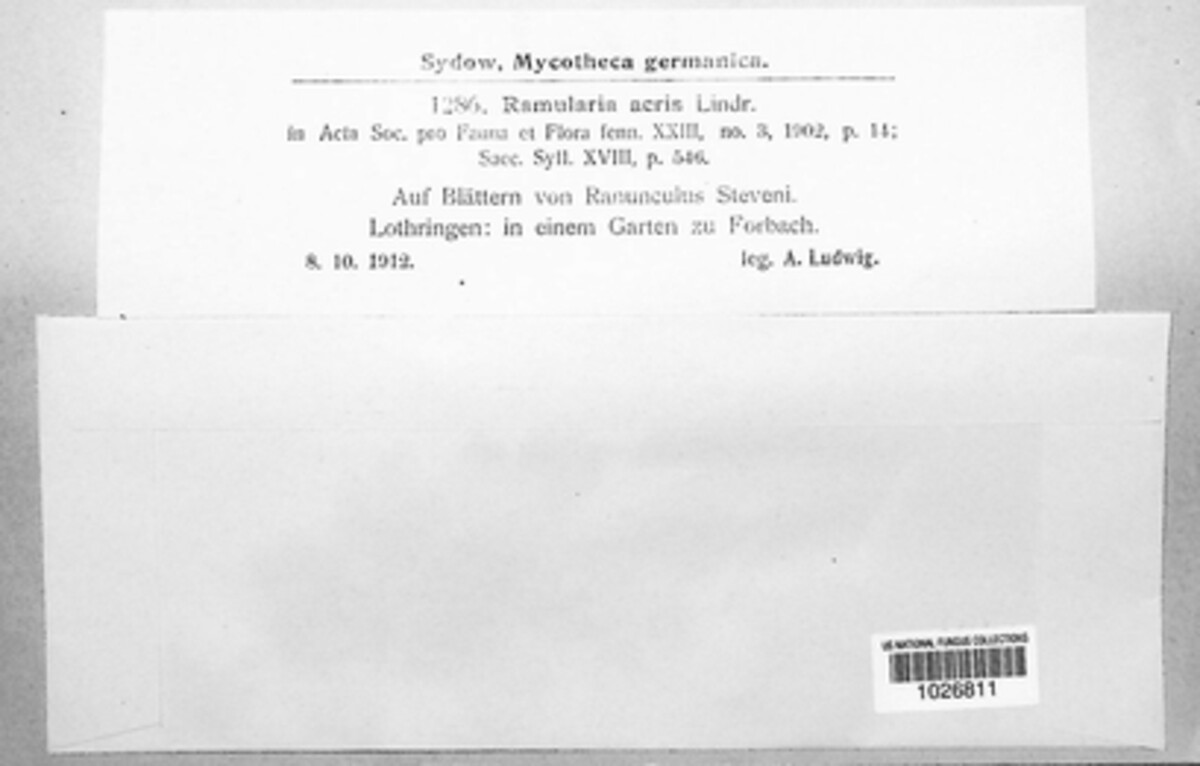 Sydow, Mycotheca germanica.
1286. Ramularia acris Lindr.
in Acta Soc. pro Fauna et Flora fenn. XXIII, no. 3, 1902, p. 14;
Sacc. Syll. XVIII, p. 546.
Auf Blättern von Ranunculus Steveni.
Lothringen: in einem Garten zu Forbach.
8. 10. 1912. leg. A. Ludwig.
US NATIONAL FUNGUS COLLECTIONS
1026811